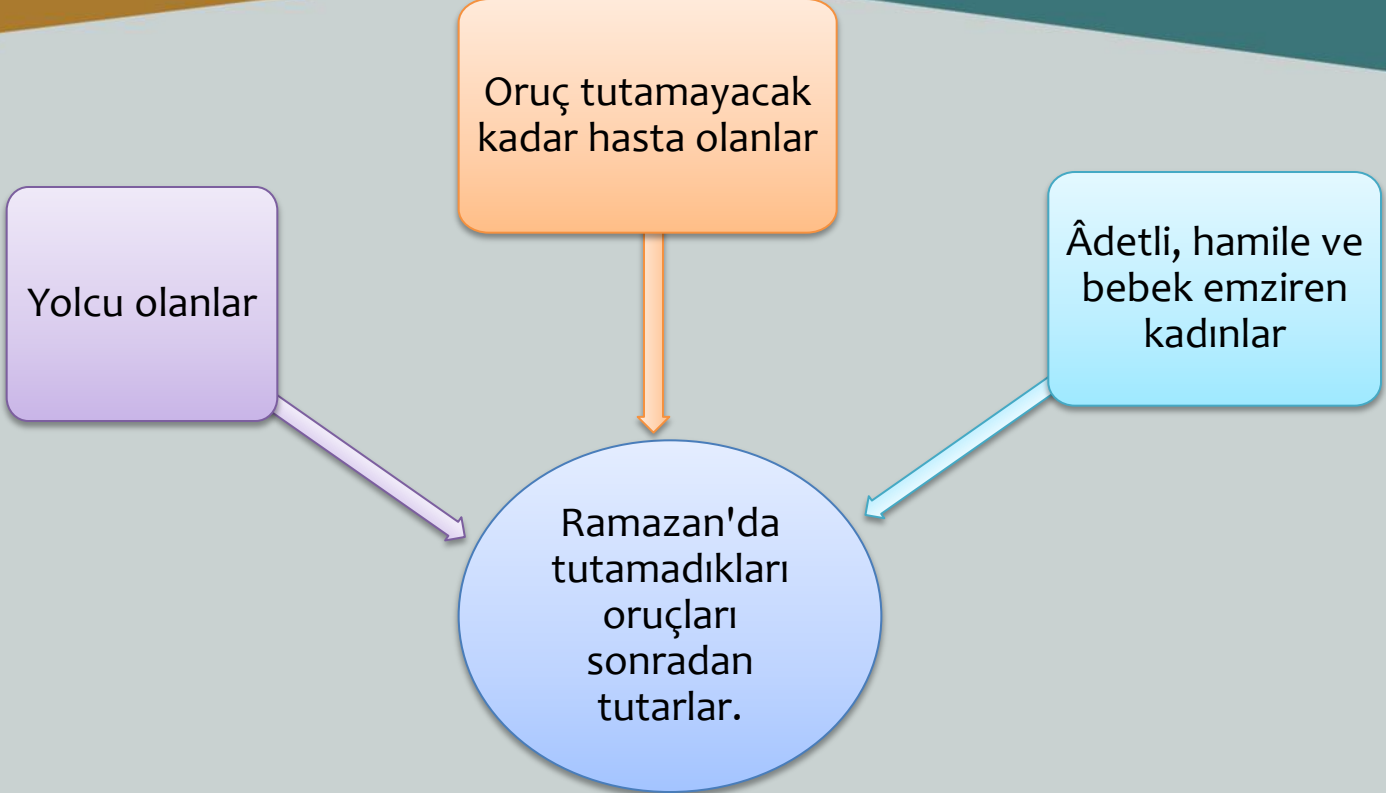 Oruç tutamayacak
kadar hasta olanlar
Yolcu olanlar
Âdetli, hamile ve
bebek emziren
kadınlar
Ramazan'da
tutamadıkları
oruçları
sonradan
tutarlar.